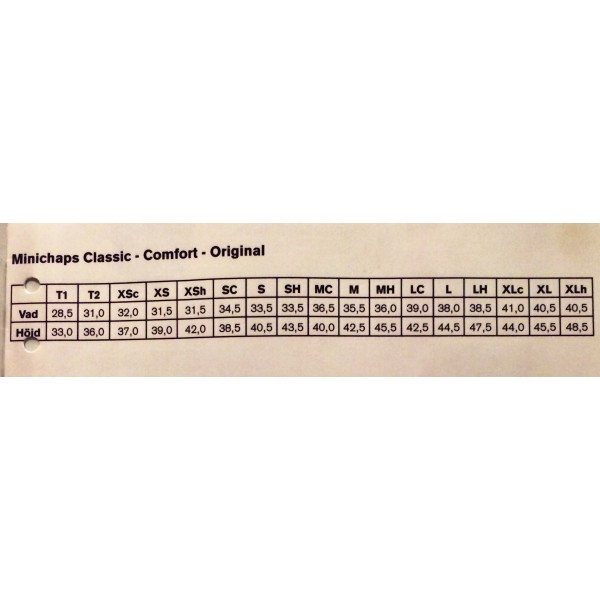 Minichaps Classic - Comfort - Original
T1 T2 XSc XS XSh SC S SH MC M MH LC L LH XLc XL XLh
Vad 28,5 31,0 32,0 31,5 31,5 34,5 33,5 33,5 36,5 35,5 36,0 39,0 38,0 38,5 41,0 40,5 40,5
Höjd 33,0 36,0 37,0 39,0 42,0 38,5 40,5 43,5 40,0 42,5 45,5 42,5 44,5 47,5 44,0 45,5 48,5